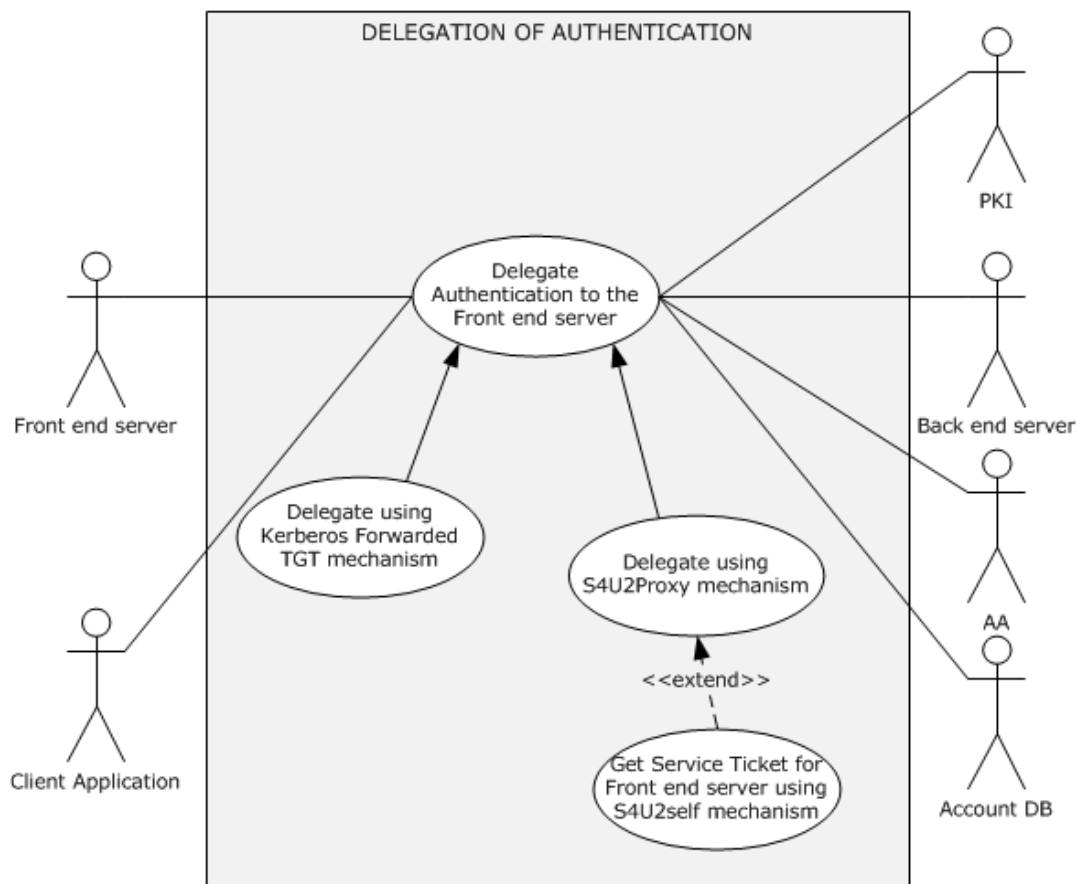 DELEGATION OF AUTHENTICATION
PKI
Delegate
Authentication to the
Front end server
Front end server
Back end server
Delegate using
Kerberos Forwarded
TGT mechanism
Delegate using
S4U2Proxy mechanism
AA
<<extend>>
Client Application
Get Service Ticket for
Front end server using
S4U2self mechanism
Account DB